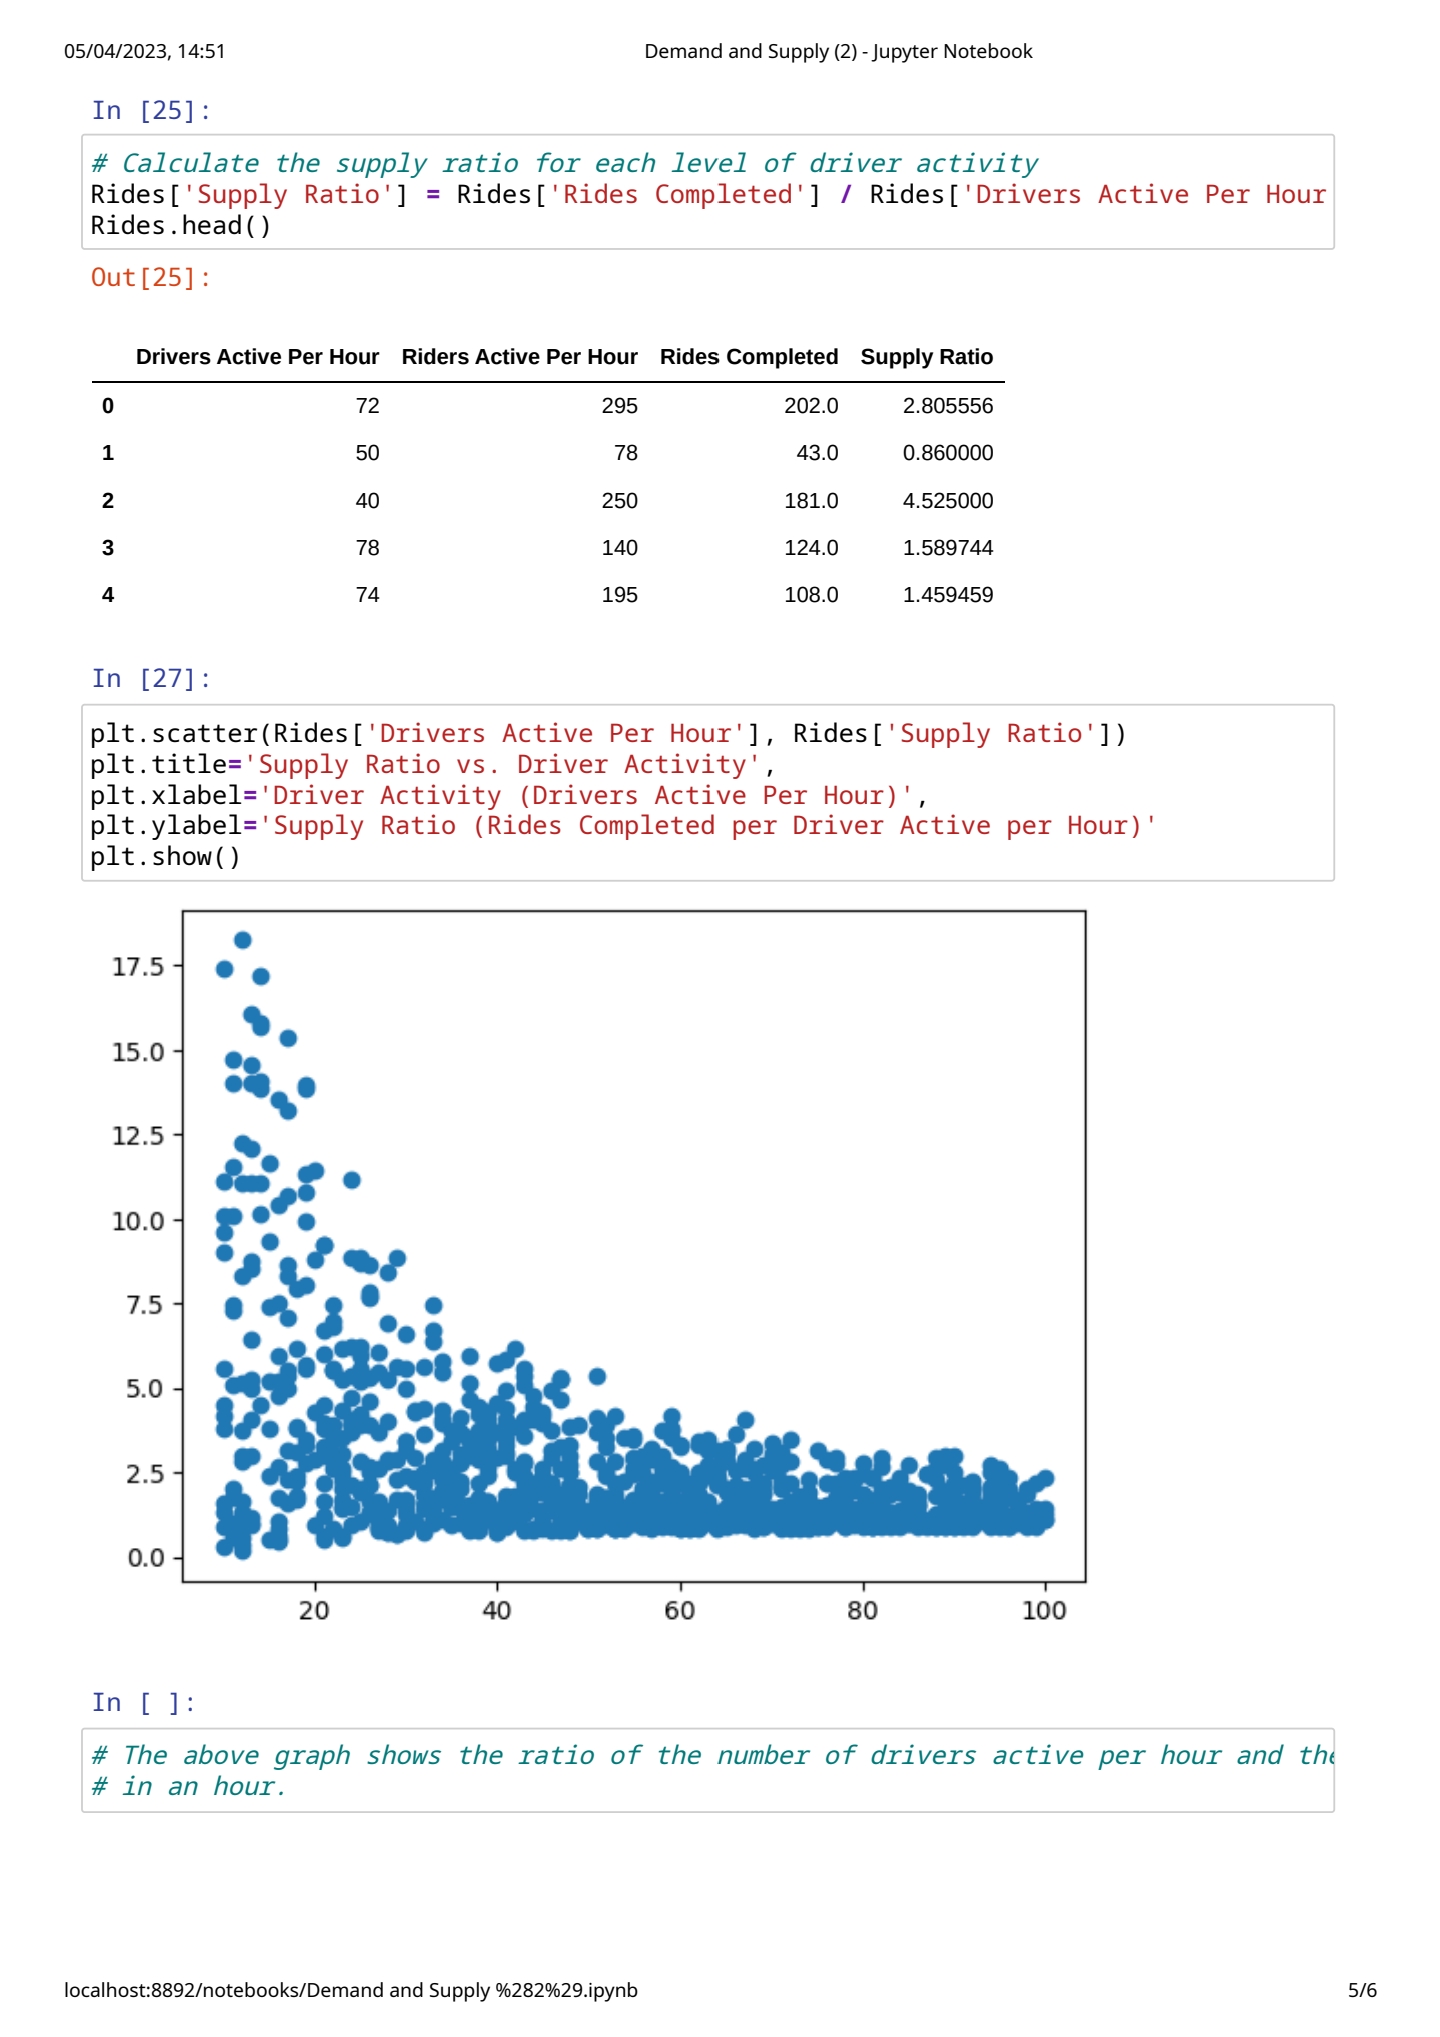 05/04/2023, 14:51 Demand and Supply (2) - Jupyter Notebook
In [25]:
# Calculate the supply ratio for each level of driver activity
Rides['Supply Ratio'] = Rides['Rides Completed'] / Rides['Drivers Active Per Hour
Rides.head()
Out[25]:
Drivers Active Per Hour Riders Active Per Hour Rides Completed Supply Ratio
0 72 295 202.0 2.805556
1 50 78 43.0 0.860000
2 40 250 181.0 4.525000
3 78 140 124.0 1.589744
4 74 195 108.0 1.459459
In [27]:
plt.scatter(Rides['Drivers Active Per Hour'], Rides['Supply Ratio'])
plt.title='Supply Ratio vs. Driver Activity',
plt.xlabel='Driver Activity (Drivers Active Per Hour)',
plt.ylabel='Supply Ratio (Rides Completed per Driver Active per Hour)'
plt.show()
17.5
15.0
12.5
10.0
7.5
5.0
2.5
0.0
20 40 60 80 100
In [ ]:
# The above graph shows the ratio of the number of drivers active per hour and the
# in an hour.
localhost:8892/notebooks/Demand and Supply %282%29.ipynb 5/6